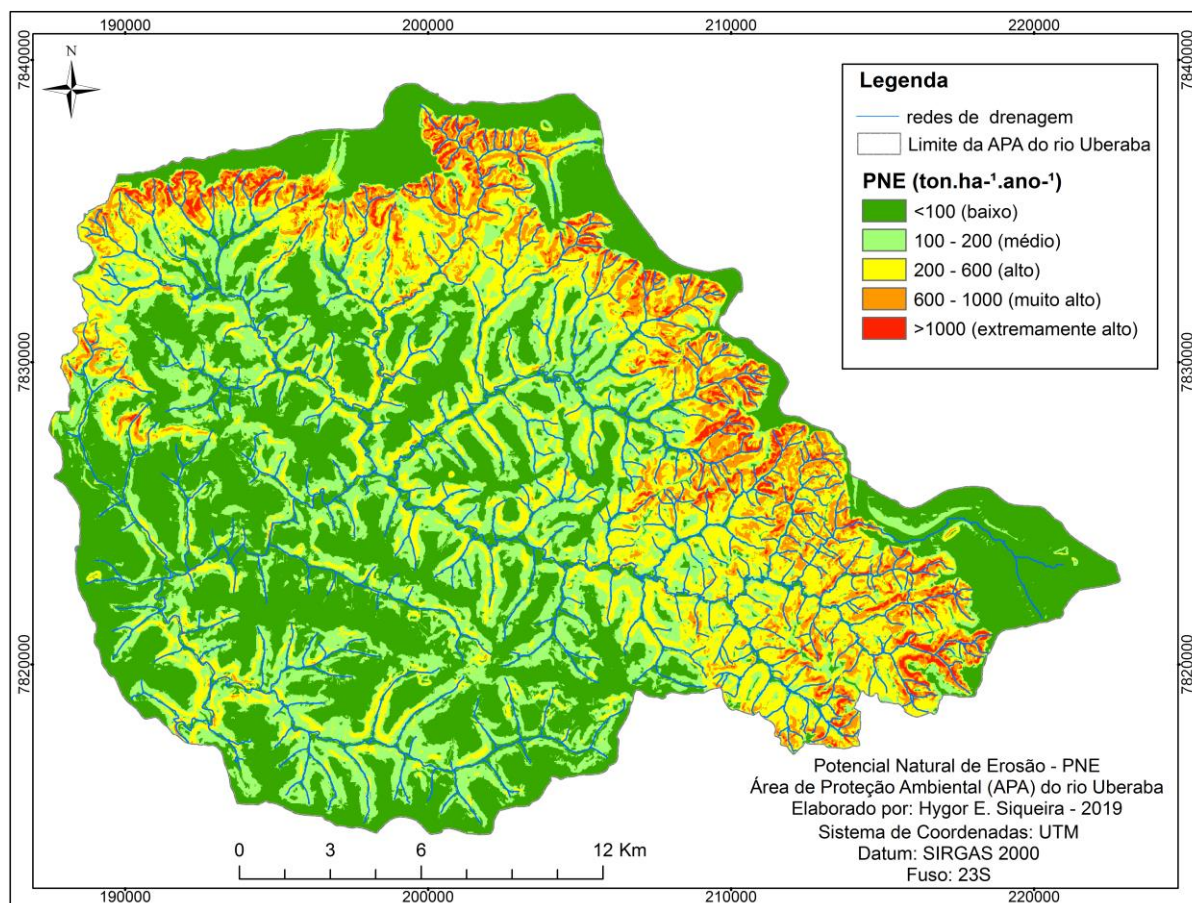 190000 200000 210000 220000
7840000
7840000
N
Legenda
redes de drenagem
Limite da APA do rio Uberaba
PNE (ton.ha-¹.ano-¹)
<100 (baixo)
100 - 200 (médio)
200 - 600 (alto)
600 - 1000 (muito alto)
>1000 (extremamente alto)
7830000
7830000
7820000
7820000
Potencial Natural de Erosão - PNE
Área de Proteção Ambiental (APA) do rio Uberaba
Elaborado por: Hygor E. Siqueira - 2019
Sistema de Coordenadas: UTM
Datum: SIRGAS 2000
Fuso: 23S
0 3 6 12 Km
190000 200000 210000 220000